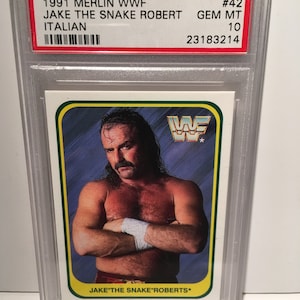 1991 MERLIN WWF #42
JAKE THE SNAKE ROBERT GEM MT
ITALIAN 10
23183214
WF
JAKE"THE SNAKE"ROBERTS*